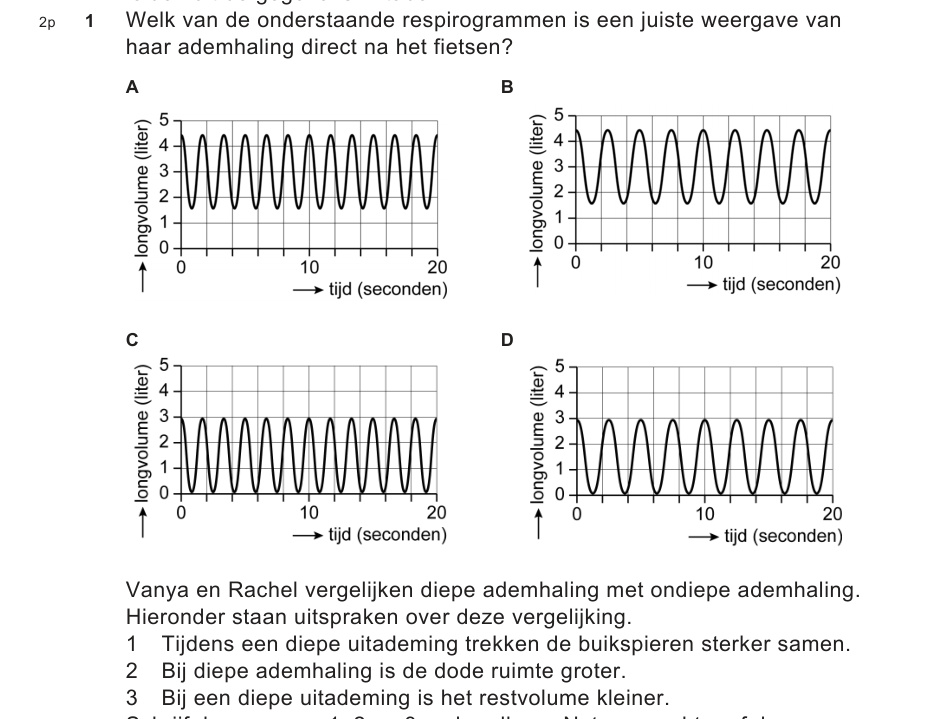 2p 1 Welk van de onderstaande respirogrammen is een juiste weergave van
haar ademhaling direct na het fietsen?
A
longvolume (liter)
5
4
3
2
1
0
0 10 20
tijd (seconden)
B
longvolume (liter)
5
4
3
2
1
0
0 10 20
tijd (seconden)
C
longvolume (liter)
5
4
3
2
1
0
0 10 20
tijd (seconden)
D
longvolume (liter)
5
4
3
2
1
0
0 10 20
tijd (seconden)
Vanya en Rachel vergelijken diepe ademhaling met ondiepe ademhaling.
Hieronder staan uitspraken over deze vergelijking.
1 Tijdens een diepe uitademing trekken de buikspieren sterker samen.
2 Bij diepe ademhaling is de dode ruimte groter.
3 Bij een diepe uitademing is het restvolume kleiner.